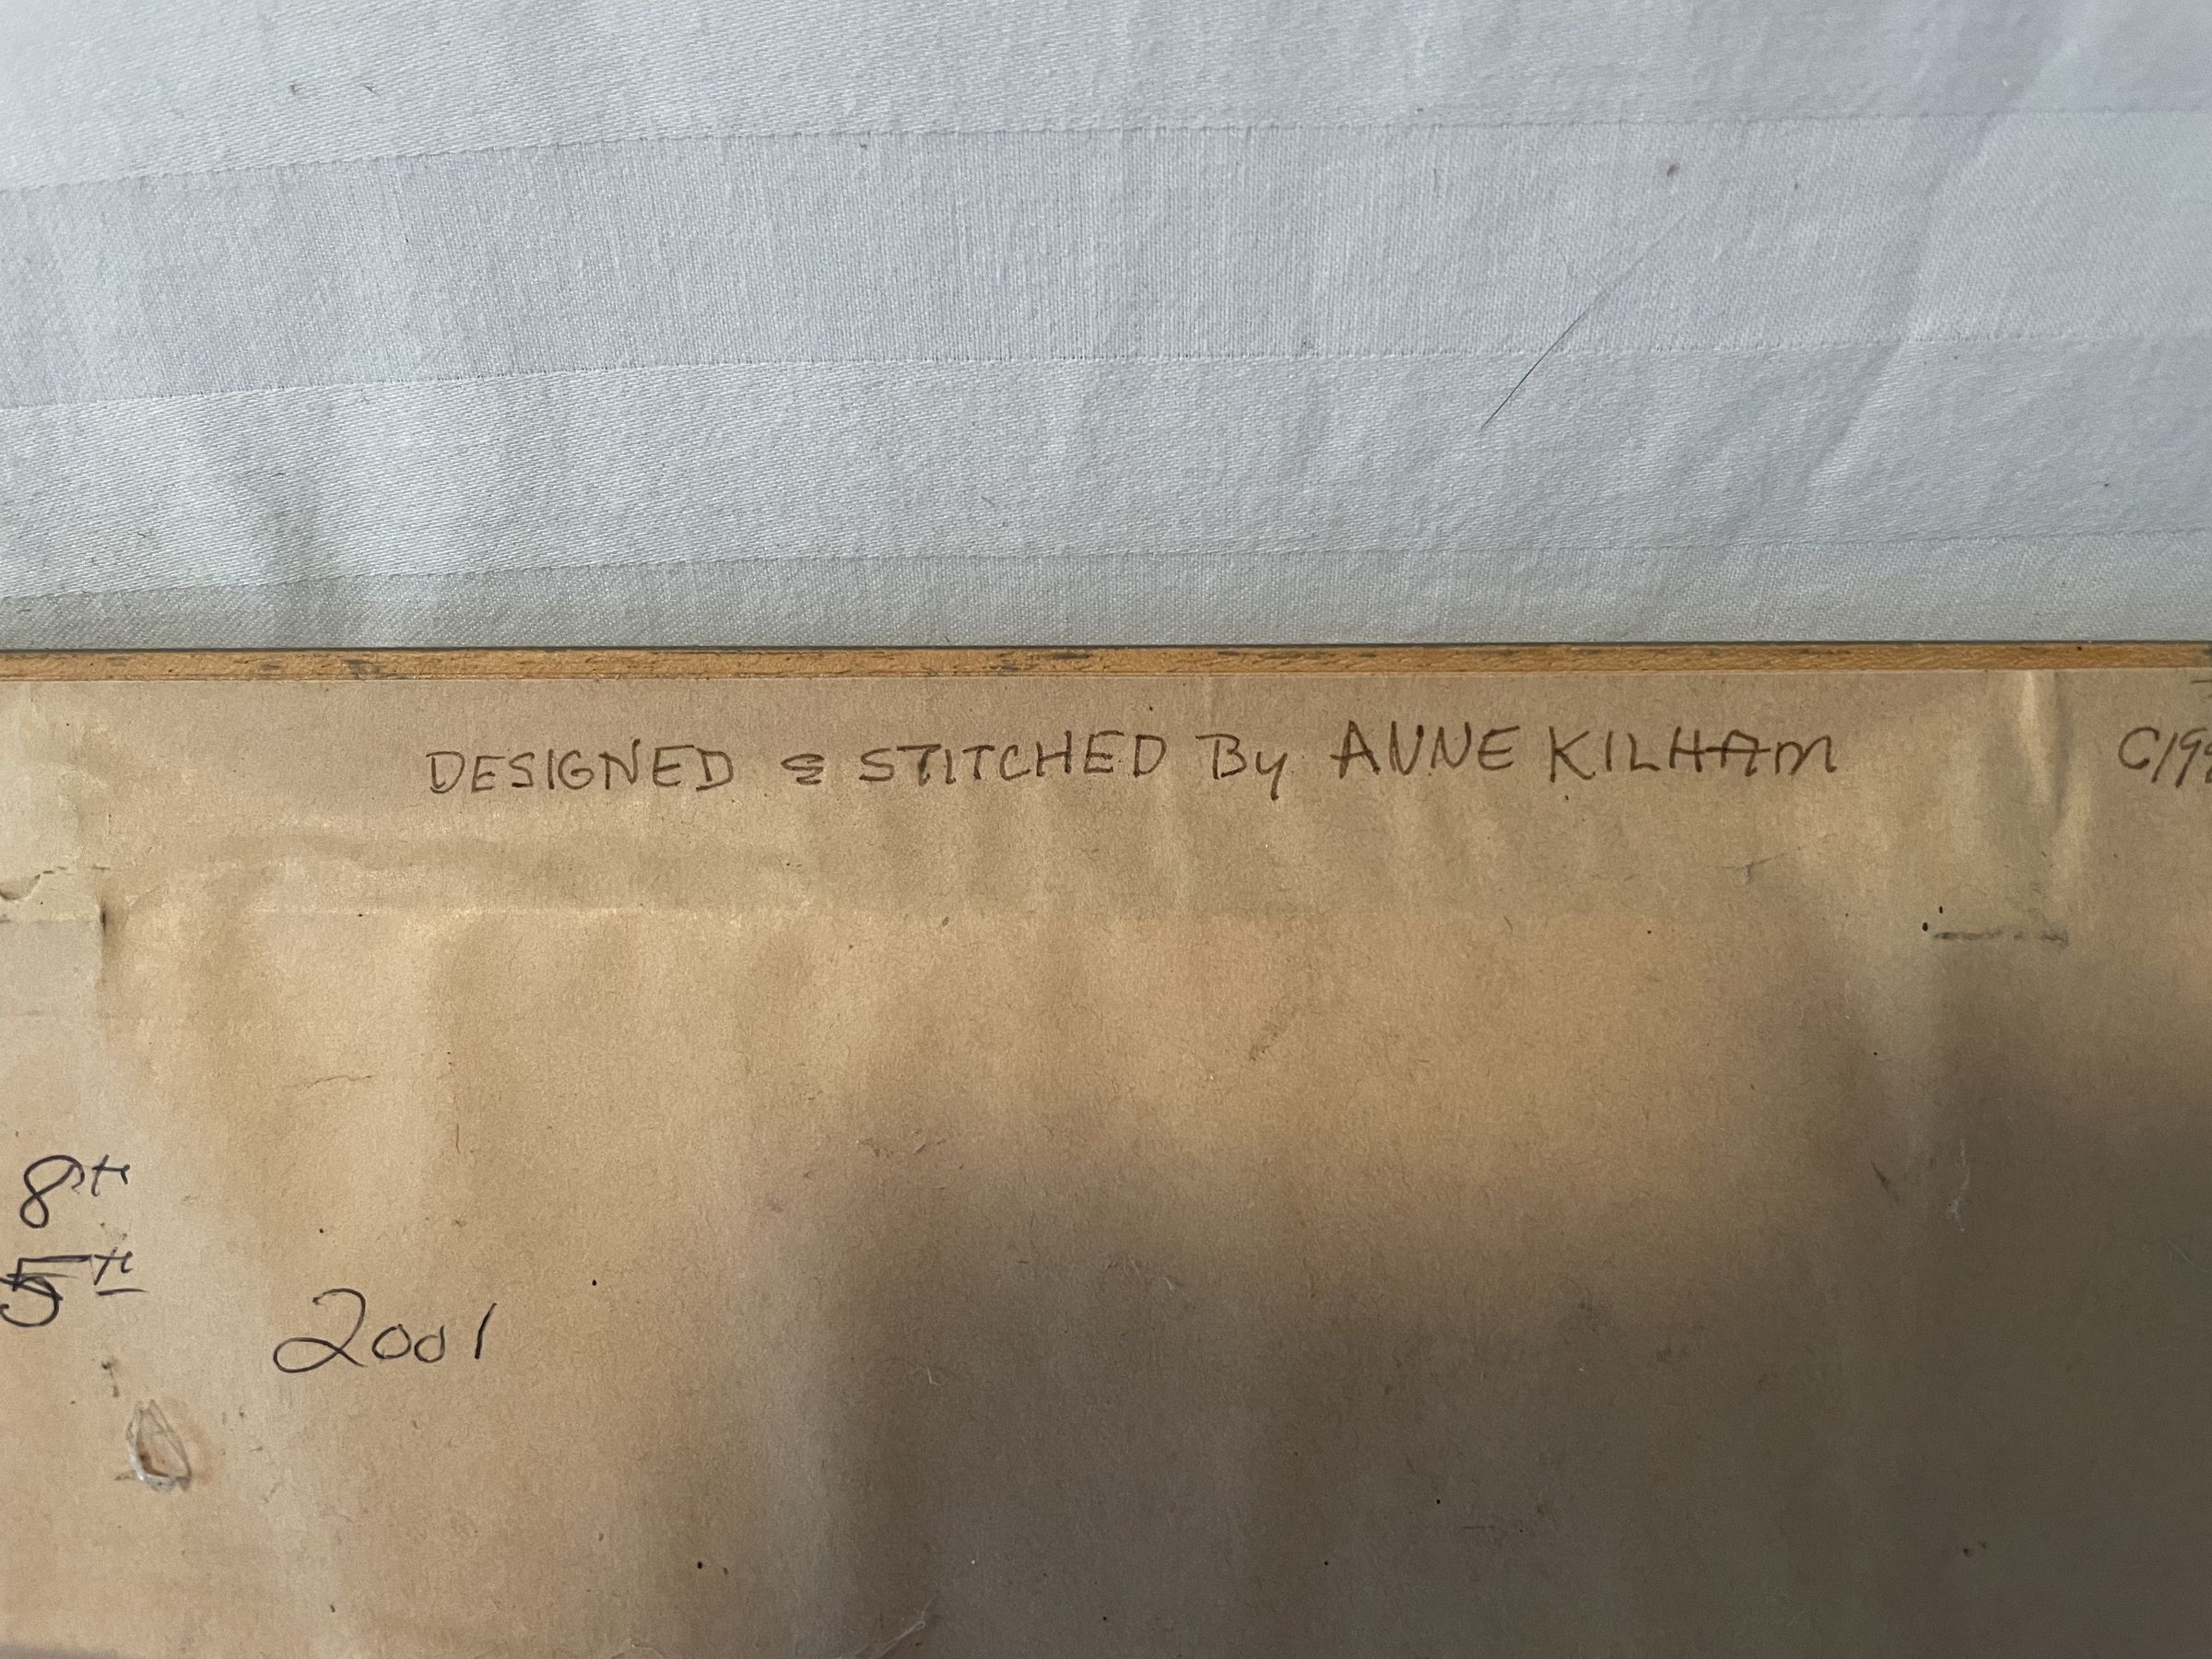 DESIGNED & STITCHED By ANNE KILHAM
8th
5th
2001